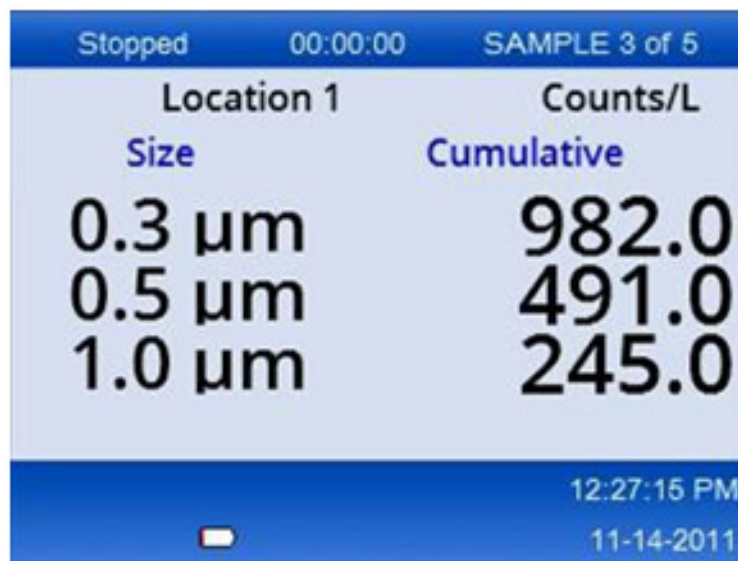 Stopped 00:00:00 SAMPLE 3 of 5
Location 1 Counts/L
Size Cumulative
0.3 µm 982.0
0.5 µm 491.0
1.0 µm 245.0
12:27:15 PM
11-14-2011